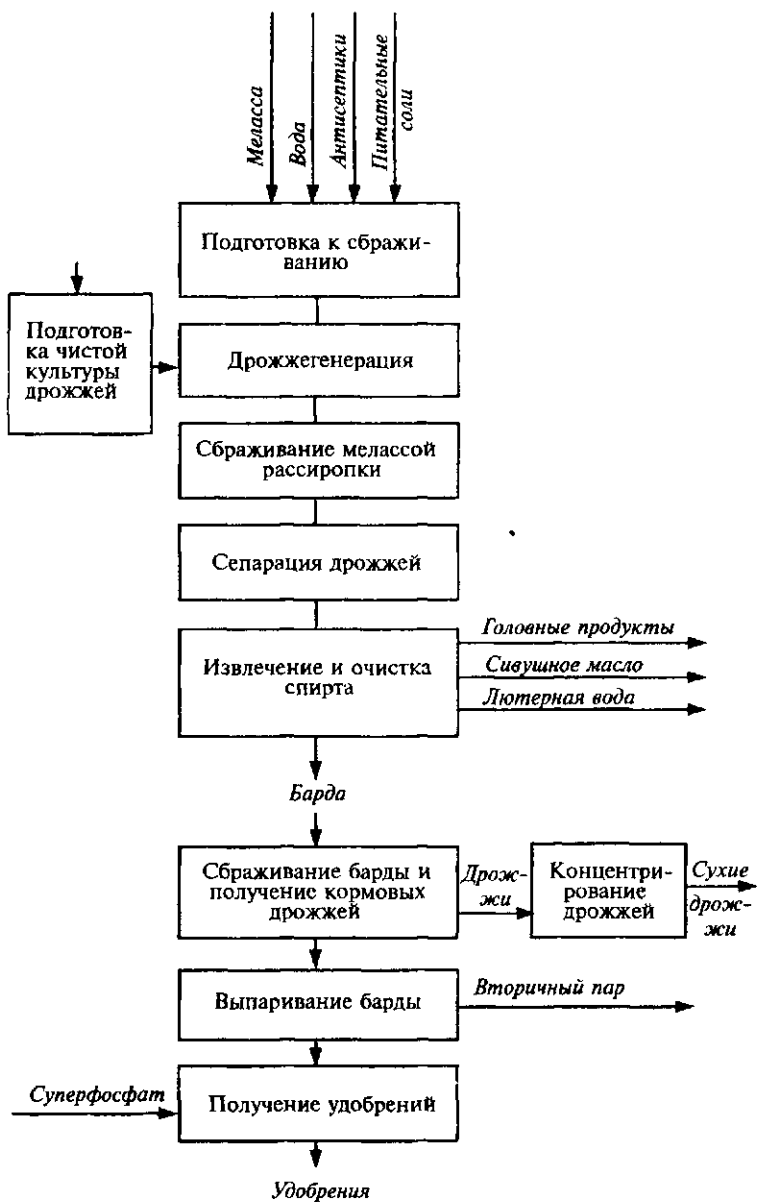 Меласса
Вода
Антисептики
Питательные
соли
Подготовка к сбражи-
ванию
Подготов-
ка чистой
культуры
дрожжей
Дрожжегенерация
Сбраживание мелассой
рассиропки
Сепарация дрожжей
Извлечение и очистка
спирта
Головные продукты
Сивушное масло
Лютерная вода
Барда
Сбраживание барды и
получение кормовых
дрожжей
Дрож-
жи
Концентри-
рование
дрожжей
Сухие
дрож-
жи
Выпаривание барды
Вторичный пар
Суперфосфат
Получение удобрений
Удобрения